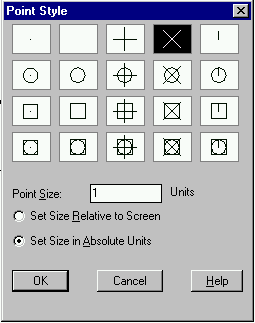 Point Style
Point Size: 1 Units
Set Size Relative to Screen
Set Size in Absolute Units
OK Cancel Help